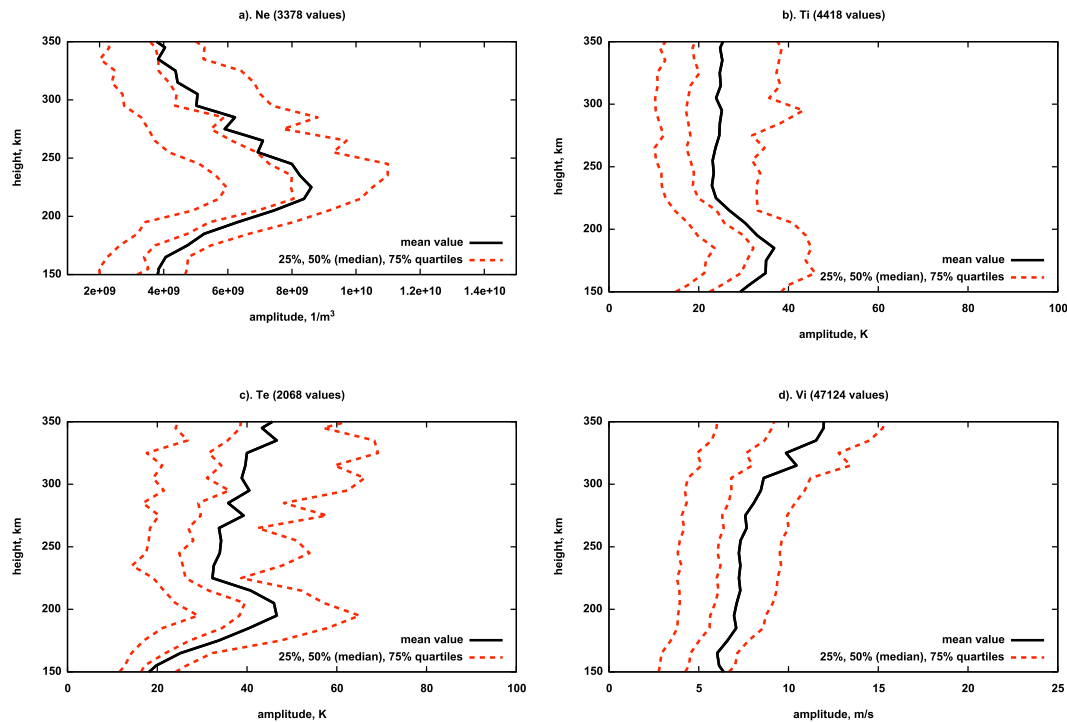 a). Ne (3378 values)
350
300
250
200
150
height, km
mean value
25%, 50% (median), 75% quartiles
2e+09 4e+09 6e+09 8e+09 1e+10 1.2e+10 1.4e+10
amplitude, 1/m³
b). Ti (4418 values)
350
300
250
200
150
height, km
mean value
25%, 50% (median), 75% quartiles
0 20 40 60 80 100
amplitude, K
c). Te (2068 values)
350
300
250
200
150
height, km
mean value
25%, 50% (median), 75% quartiles
0 20 40 60 80 100
amplitude, K
d). Vi (47124 values)
350
300
250
200
150
height, km
mean value
25%, 50% (median), 75% quartiles
0 5 10 15 20 25
amplitude, m/s